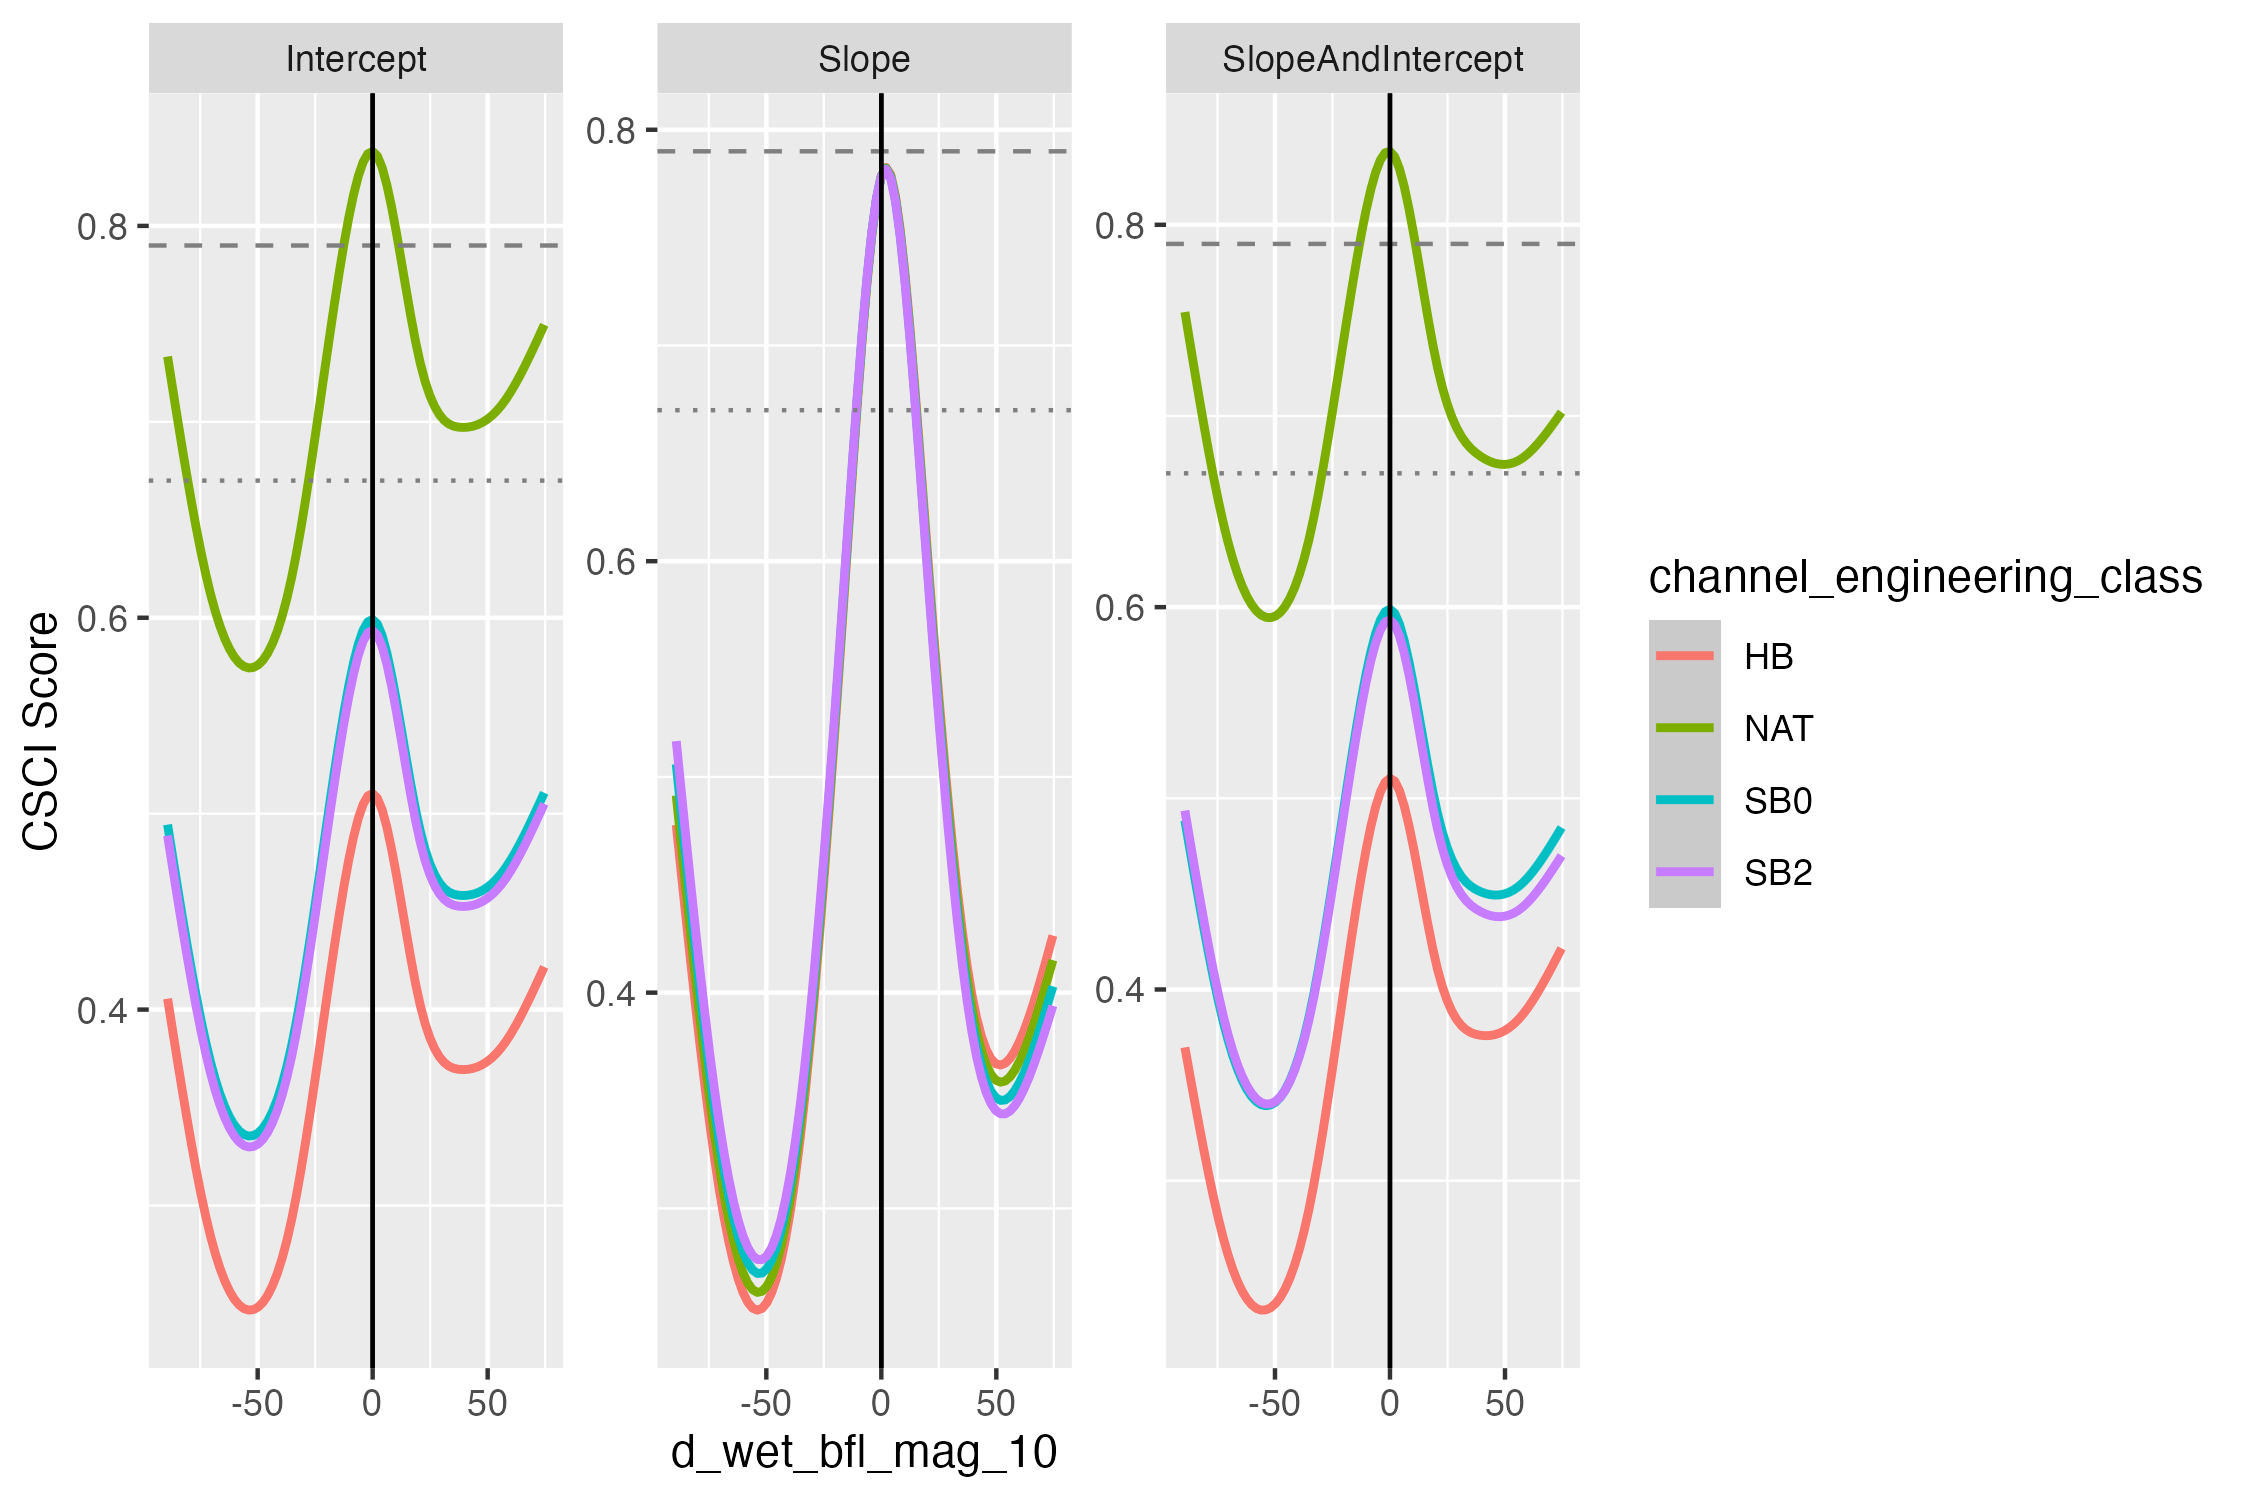 Intercept
Slope
SlopeAndIntercept
CSCI Score
0.8
0.6
0.4
0.8
0.6
0.4
0.8
0.6
0.4
-50 0 50
-50 0 50
-50 0 50
d_wet_bfl_mag_10
channel_engineering_class
HB
NAT
SB0
SB2